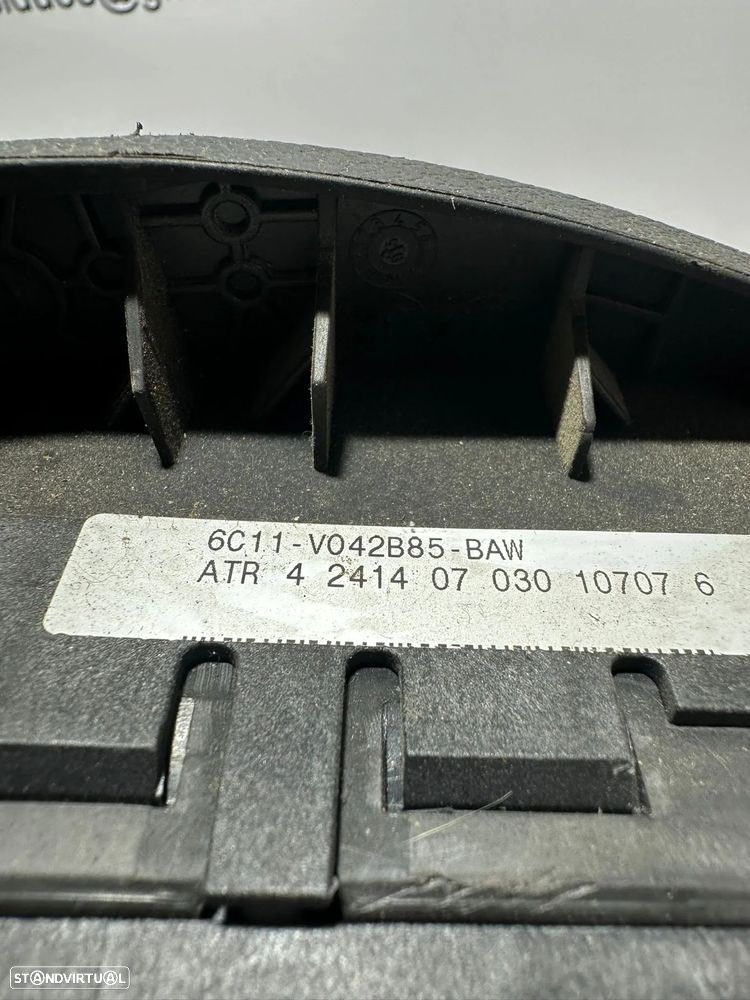 6C11-V042B85-BAW
ATR 4 2414 07 030 10707 6
STANDVIRTUAL